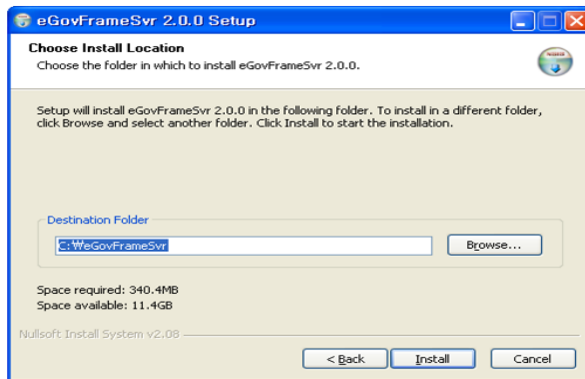 eGovFrameSvr 2.0.0 Setup
Choose Install Location
Choose the folder in which to install eGovFrameSvr 2.0.0.
Setup will install eGovFrameSvr 2.0.0 in the following folder. To install in a different folder,
click Browse and select another folder. Click Install to start the installation.
Destination Folder
C:₩eGovFrameSvr
Browse...
Space required: 340.4MB
Space available: 11.4GB
Nullsoft Install System v2.08
< Back Install Cancel